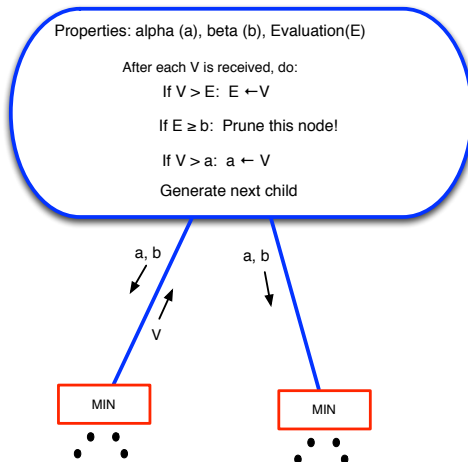 Properties: alpha (a), beta (b), Evaluation(E)
After each V is received, do:
If V > E: E ←V
If E ≥ b: Prune this node!
If V > a: a ← V
Generate next child
a, b
a, b
V
MIN
MIN